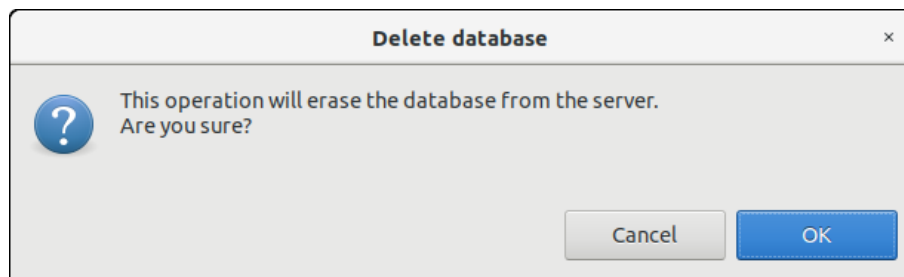 Delete database
×
This operation will erase the database from the server.
Are you sure?
?
Cancel
OK